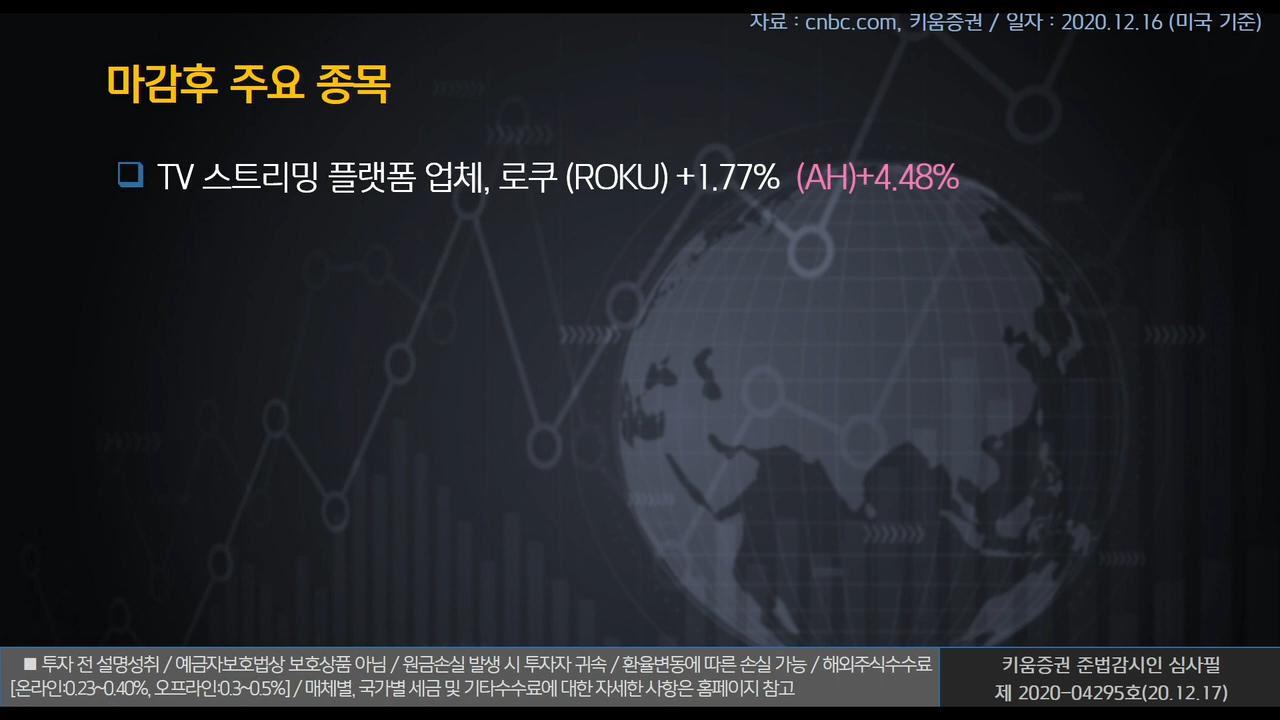 자료 : cnbc.com, 키움증권 / 일자 : 2020.12.16 (미국 기준)
마감후 주요 종목
❑ TV 스트리밍 플랫폼 업체, 로쿠 (ROKU) +1.77% (AH)+4.48%
■ 투자 전 설명청취 / 예금자보호법상 보호상품 아님 / 원금손실 발생 시 투자자 귀속 / 환율변동에 따른 손실 가능 / 해외주식수수료
[온라인:0.23~0.40%, 오프라인:0.3~0.5%] / 매체별, 국가별 세금 및 기타수수료에 대한 자세한 사항은 홈페이지 참고
키움증권 준법감시인 심사필
제 2020-04295호(20.12.17)